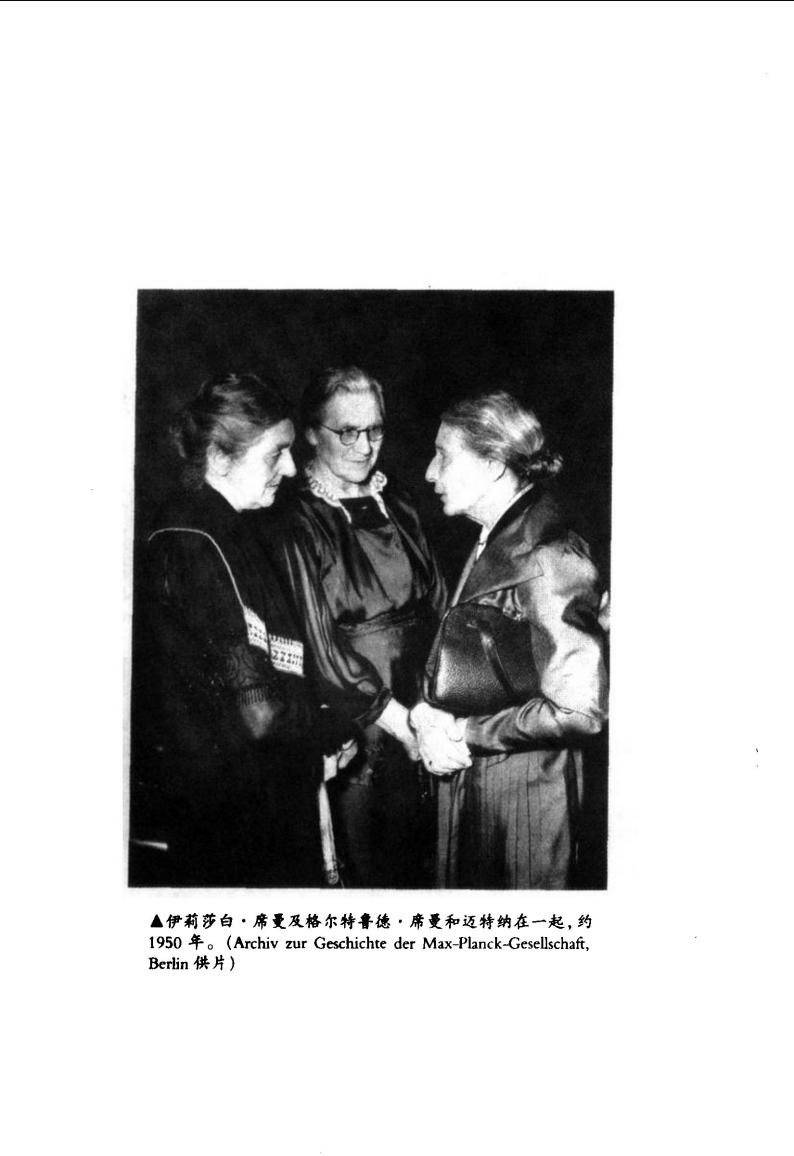 ▲伊莉莎白·席曼及格尔特鲁德·席曼和迈特纳在一起，约
1950 年。（Archiv zur Geschichte der Max-Planck-Gesellschaft,
Berlin 供片）